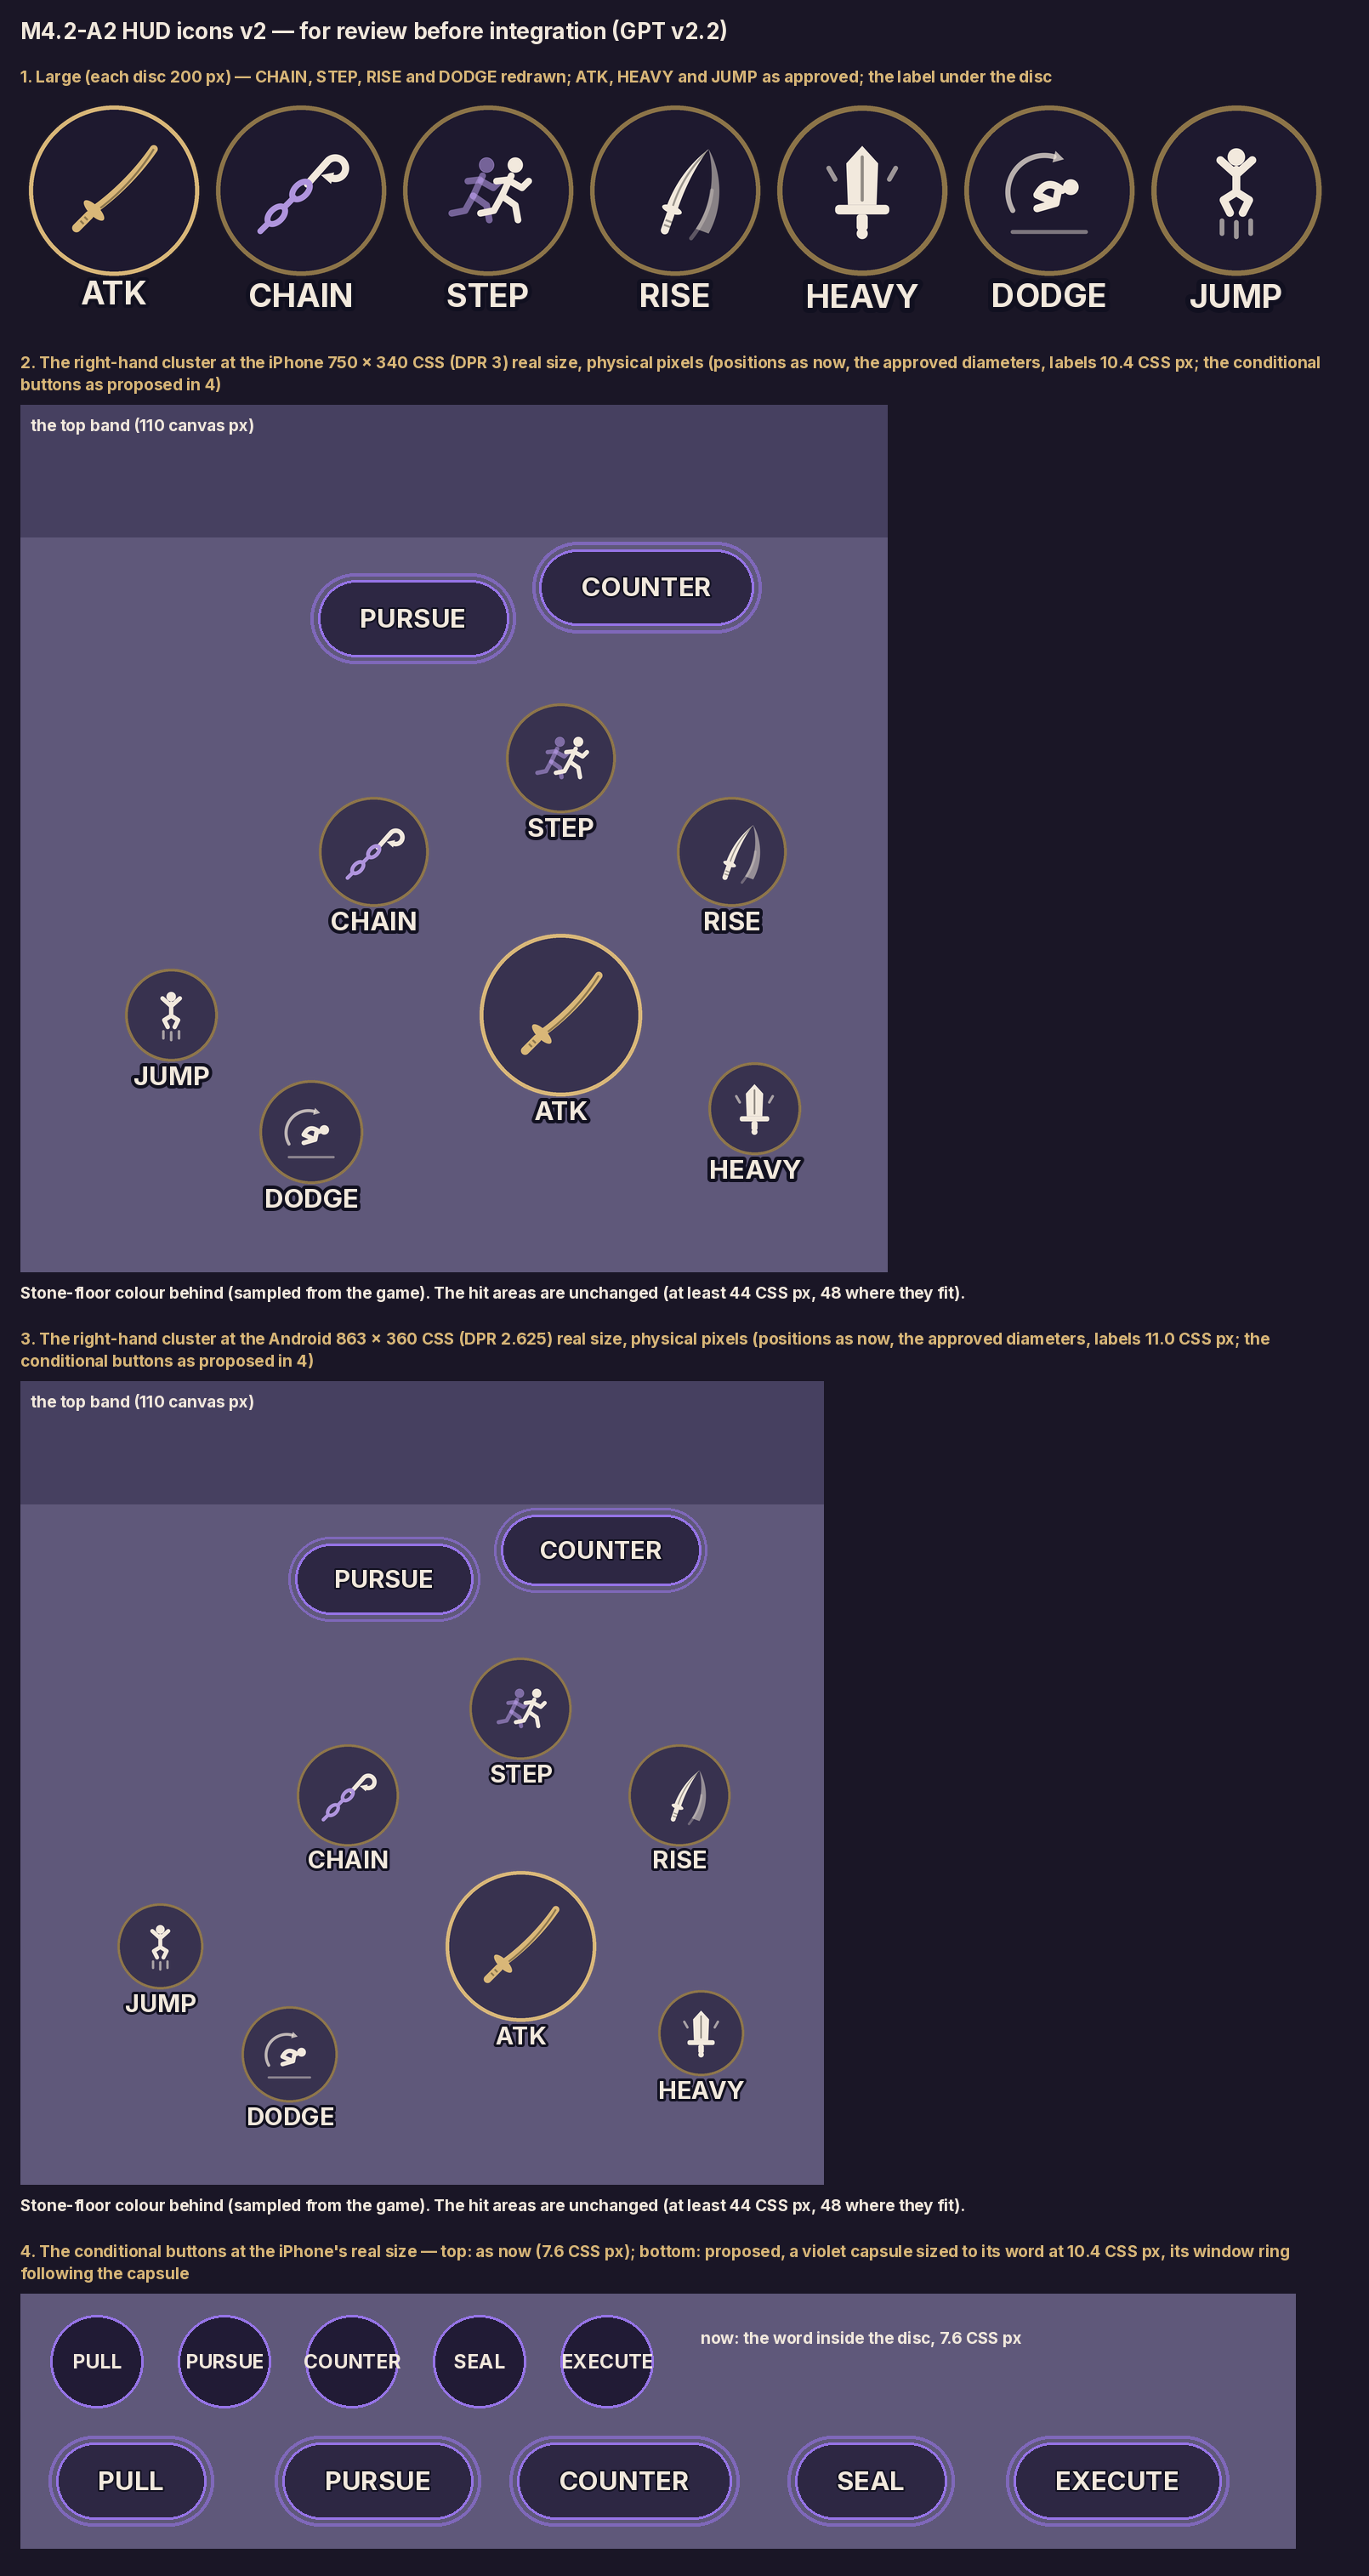 M4.2-A2 HUD icons v2 — for review before integration (GPT v2.2)
1. Large (each disc 200 px) — CHAIN, STEP, RISE and DODGE redrawn; ATK, HEAVY and JUMP as approved; the label under the disc
ATK CHAIN STEP RISE HEAVY DODGE JUMP
2. The right-hand cluster at the iPhone 750 × 340 CSS (DPR 3) real size, physical pixels (positions as now, the approved diameters, labels 10.4 CSS px; the conditional
buttons as proposed in 4)
the top band (110 canvas px)
COUNTER
PURSUE
STEP
CHAIN
RISE
JUMP
ATK
HEAVY
DODGE
Stone-floor colour behind (sampled from the game). The hit areas are unchanged (at least 44 CSS px, 48 where they fit).
3. The right-hand cluster at the Android 863 × 360 CSS (DPR 2.625) real size, physical pixels (positions as now, the approved diameters, labels 11.0 CSS px; the
conditional buttons as proposed in 4)
the top band (110 canvas px)
COUNTER
PURSUE
STEP
CHAIN
RISE
JUMP
ATK
HEAVY
DODGE
Stone-floor colour behind (sampled from the game). The hit areas are unchanged (at least 44 CSS px, 48 where they fit).
4. The conditional buttons at the iPhone's real size — top: as now (7.6 CSS px); bottom: proposed, a violet capsule sized to its word at 10.4 CSS px, its window ring
following the capsule
now: the word inside the disc, 7.6 CSS px
PULL PURSUE COUNTER SEAL EXECUTE
PULL PURSUE COUNTER SEAL EXECUTE